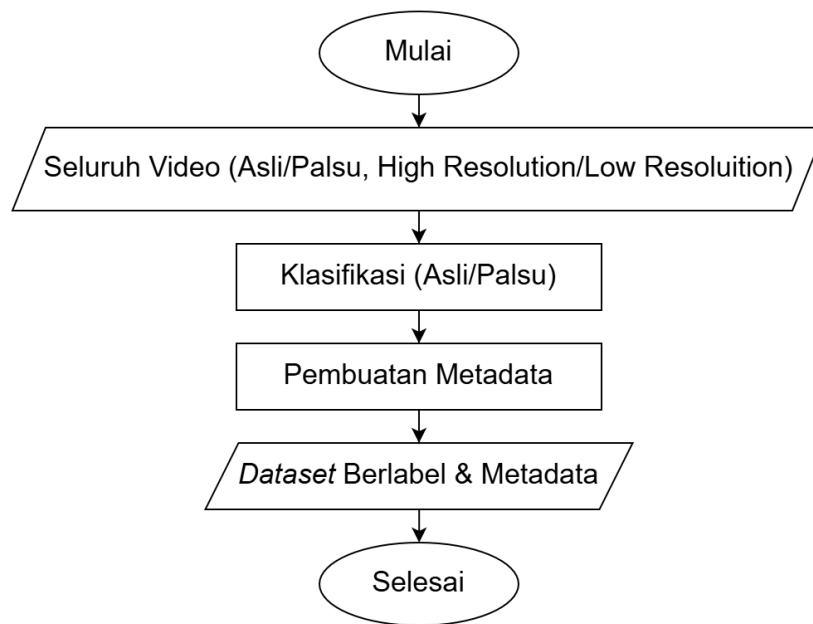 Mulai
Seluruh Video (Asli/Palsu, High Resolution/Low Resoluition)
Klasifikasi (Asli/Palsu)
Pembuatan Metadata
Dataset Berlabel & Metadata
Selesai